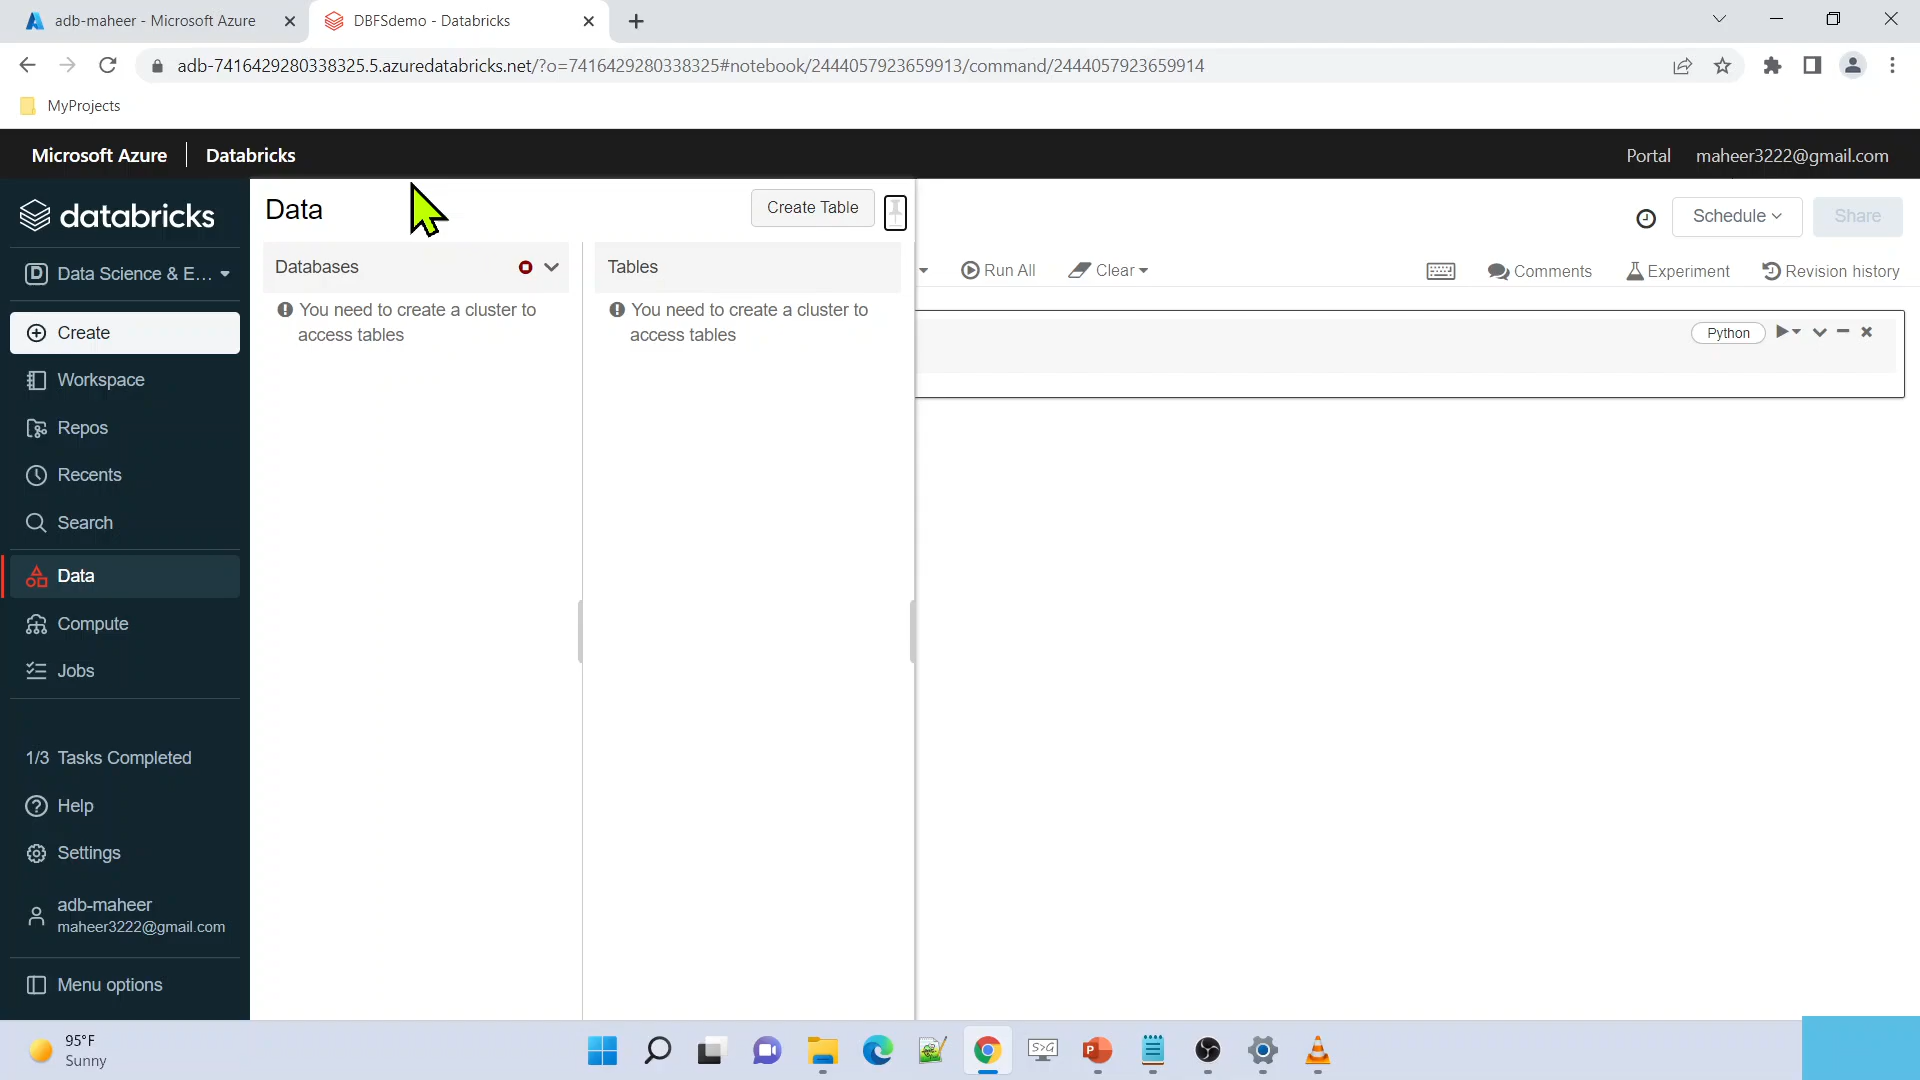 adb-maheer - Microsoft Azure
DBFSdemo - Databricks
adb-7416429280338325.5.azuredatabricks.net/?o=7416429280338325#notebook/2444057923659913/command/2444057923659914
MyProjects
Microsoft Azure Databricks
Portal maheer3222@gmail.com
databricks
Data Science & E...
Create
Workspace
Repos
Recents
Search
Data
Compute
Jobs
1/3 Tasks Completed
Help
Settings
adb-maheer
maheer3222@gmail.com
Menu options
Data
Create Table
Databases
You need to create a cluster to
access tables
Tables
You need to create a cluster to
access tables
Schedule
Share
Run All
Clear
Comments
Experiment
Revision history
Python
95°F
Sunny
S>G